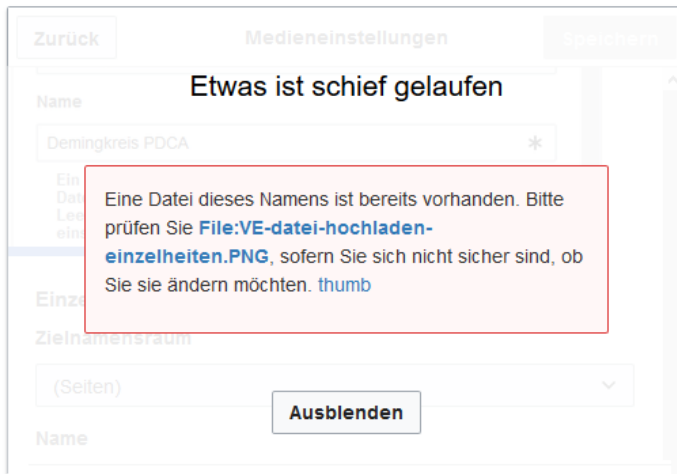 Zurück
Medieneinstellungen
Speichern
Etwas ist schief gelaufen
Name
Demingkreis PDCA
Ein
Eine Datei dieses Namens ist bereits vorhanden. Bitte
prüfen Sie File:VE-datei-hochladen-
einzelheiten.PNG, sofern Sie sich nicht sicher sind, ob
Sie sie ändern möchten. thumb
Zielnamensraum
(Seiten)
Ausblenden
Name